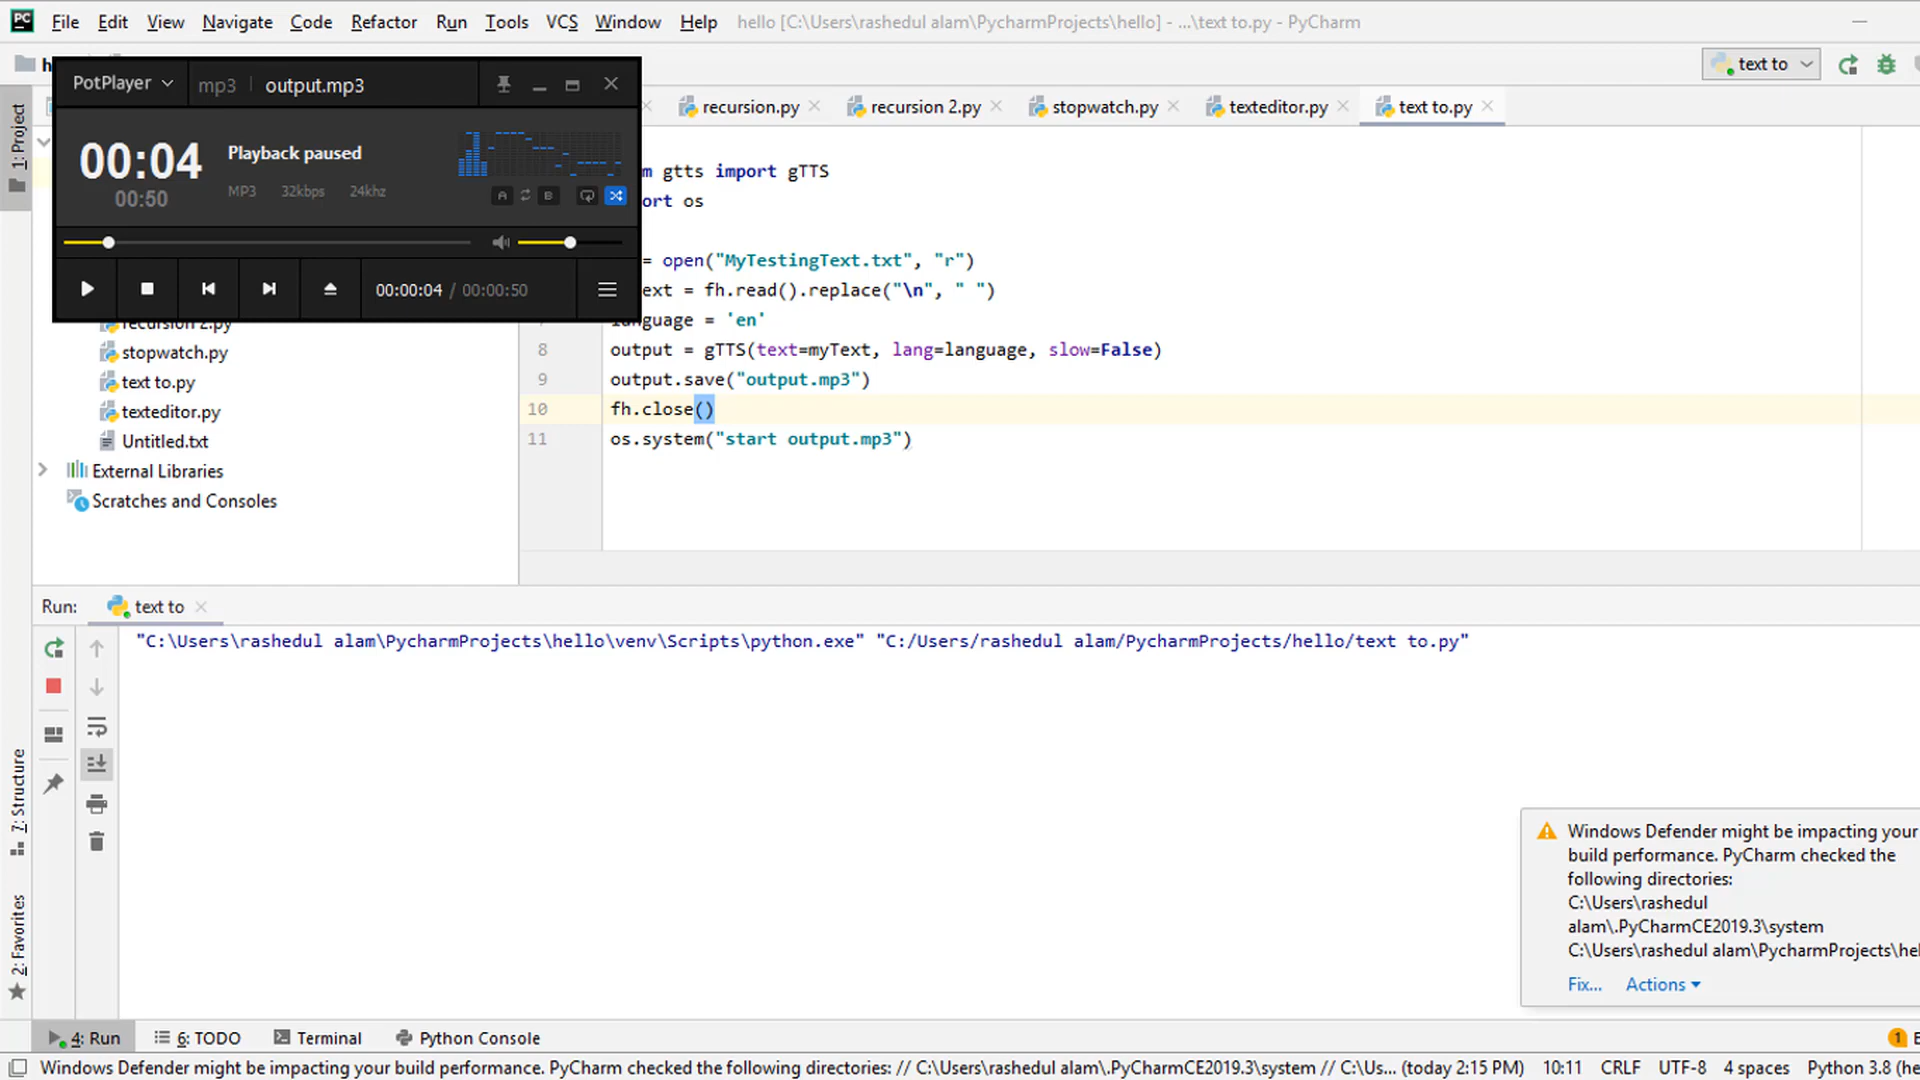 File Edit View Navigate Code Refactor Run Tools VCS Window Help hello [C:\Users\rashedul alam\PycharmProjects\hello] - ...\text to.py - PyCharm
text to
PotPlayer mp3 output.mp3
recursion.py recursion 2.py stopwatch.py texteditor.py text to.py
1: Project
00:04 Playback paused
00:50 MP3 32kbps 24khz
A B
00:00:04 / 00:00:50
gtts import gTTS
ort os
= open("MyTestingText.txt", "r")
ext = fh.read().replace("\n", " ")
language = 'en'
8 output = gTTS(text=myText, lang=language, slow=False)
9 output.save("output.mp3")
10 fh.close()
11 os.system("start output.mp3")
recursion 2.py
stopwatch.py
text to.py
texteditor.py
Untitled.txt
External Libraries
Scratches and Consoles
Run: text to
"C:\Users\rashedul alam\PycharmProjects\hello\venv\Scripts\python.exe" "C:/Users/rashedul alam/PycharmProjects/hello/text to.py"
7: Structure
2: Favorites
Windows Defender might be impacting your
build performance. PyCharm checked the
following directories:
C:\Users\rashedul
alam\.PyCharmCE2019.3\system
C:\Users\rashedul alam\PycharmProjects\hel
Fix... Actions
4: Run 6: TODO Terminal Python Console 1 E
Windows Defender might be impacting your build performance. PyCharm checked the following directories: // C:\Users\rashedul alam\.PyCharmCE2019.3\system // C:\Us... (today 2:15 PM) 10:11 CRLF UTF-8 4 spaces Python 3.8 (he